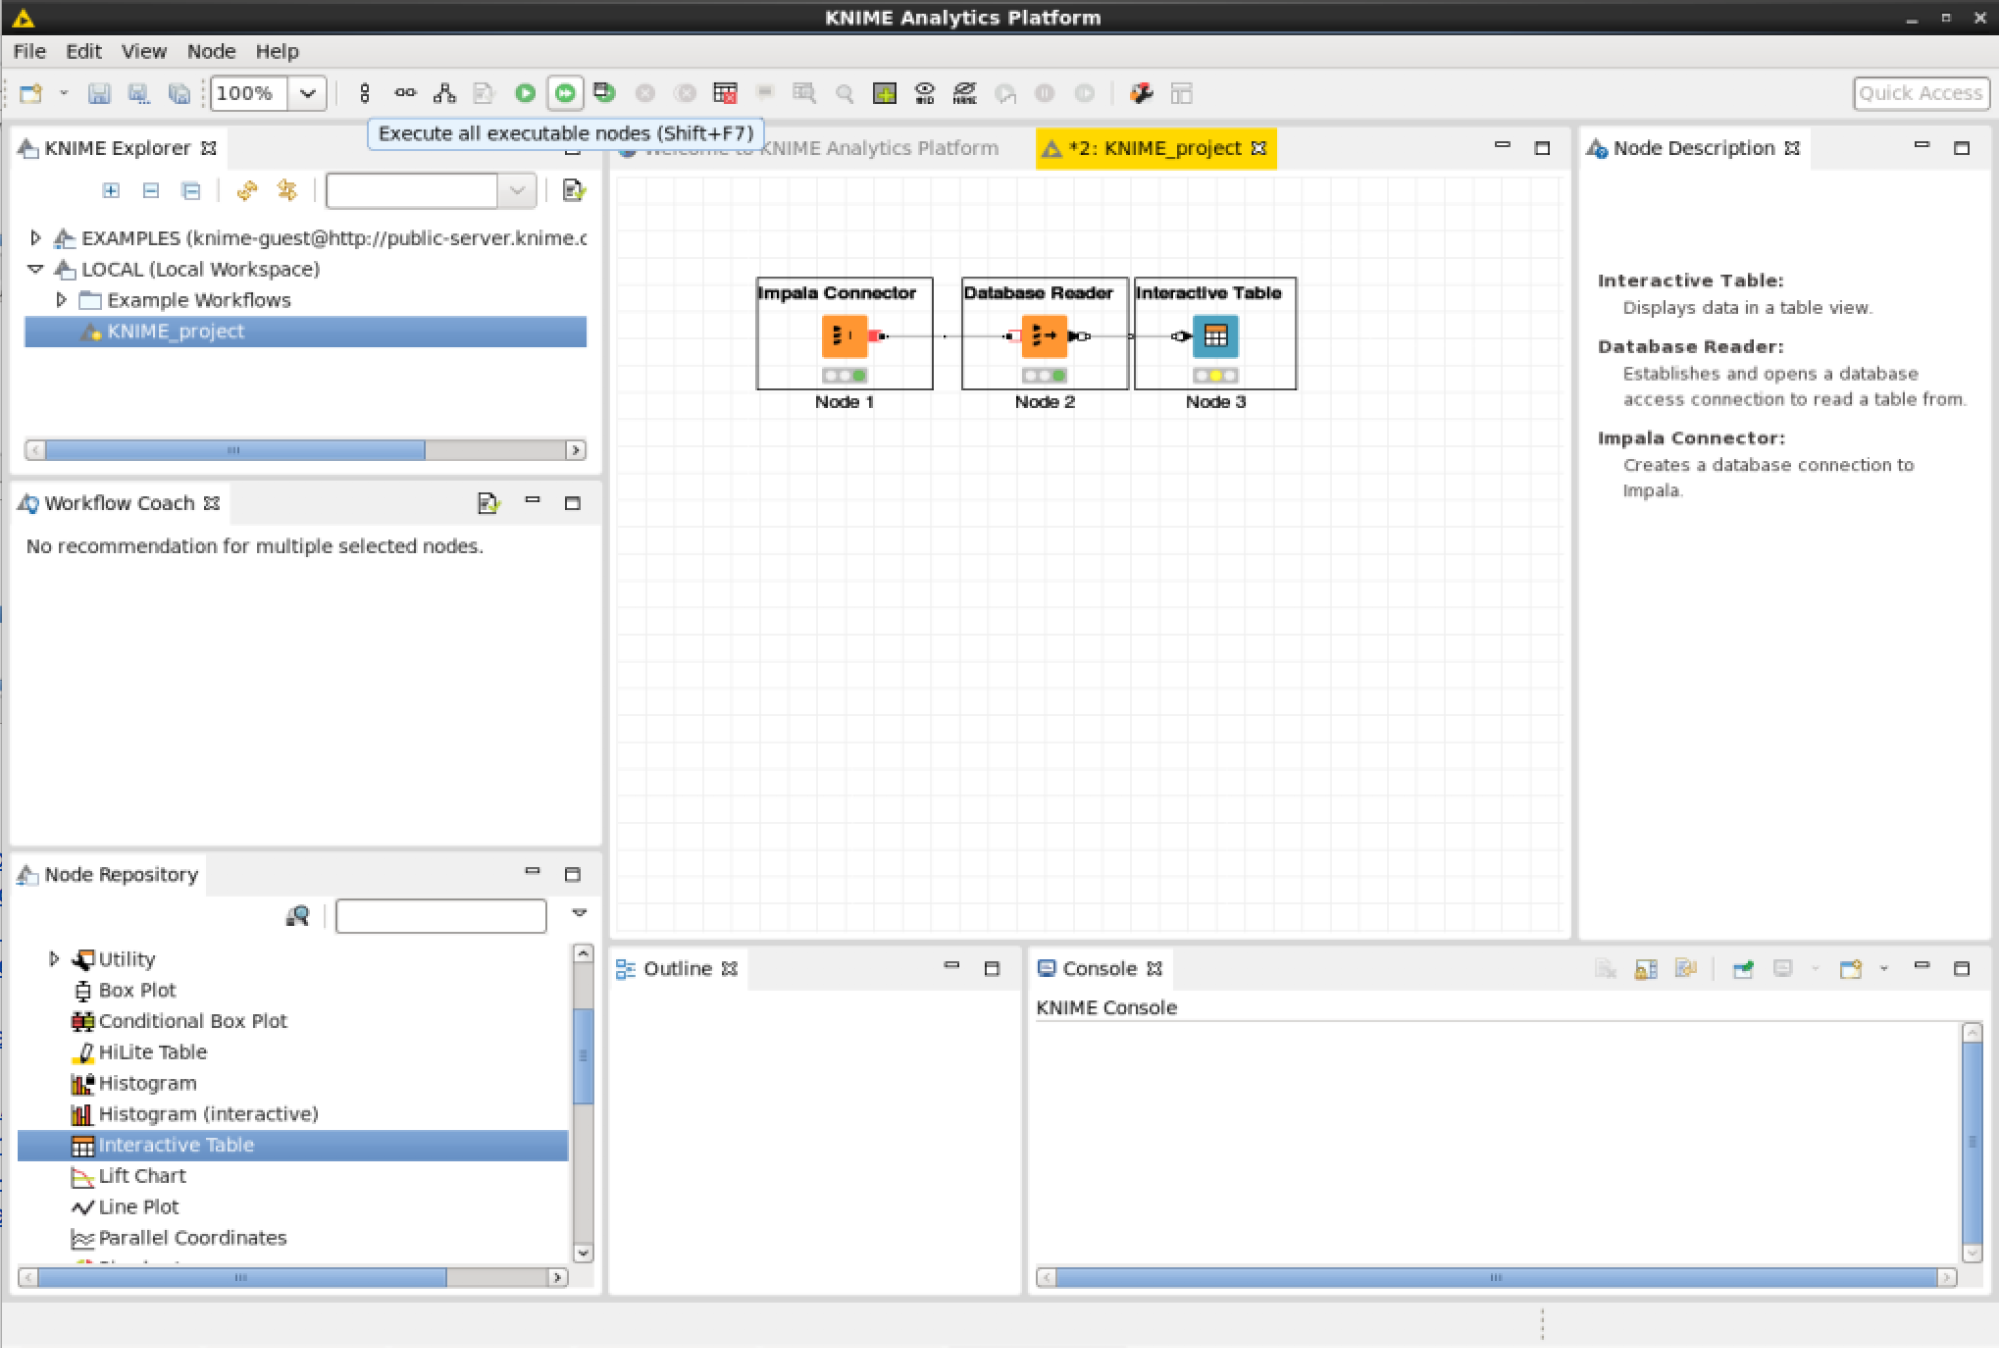 KNIME Analytics Platform
File Edit View Node Help
100%
Quick Access
Execute all executable nodes (Shift+F7)
KNIME Explorer
KNIME Analytics Platform
*2: KNIME_project
Node Description
EXAMPLES (knime-guest@http://public-server.knime.c
LOCAL (Local Workspace)
Example Workflows
KNIME_project
Impala Connector
Database Reader
Interactive Table
Node 1
Node 2
Node 3
Interactive Table:
Displays data in a table view.
Database Reader:
Establishes and opens a database
access connection to read a table from.
Impala Connector:
Creates a database connection to
Impala.
Workflow Coach
No recommendation for multiple selected nodes.
Node Repository
Utility
Box Plot
Conditional Box Plot
HiLite Table
Histogram
Histogram (interactive)
Interactive Table
Lift Chart
Line Plot
Parallel Coordinates
Outline
Console
KNIME Console